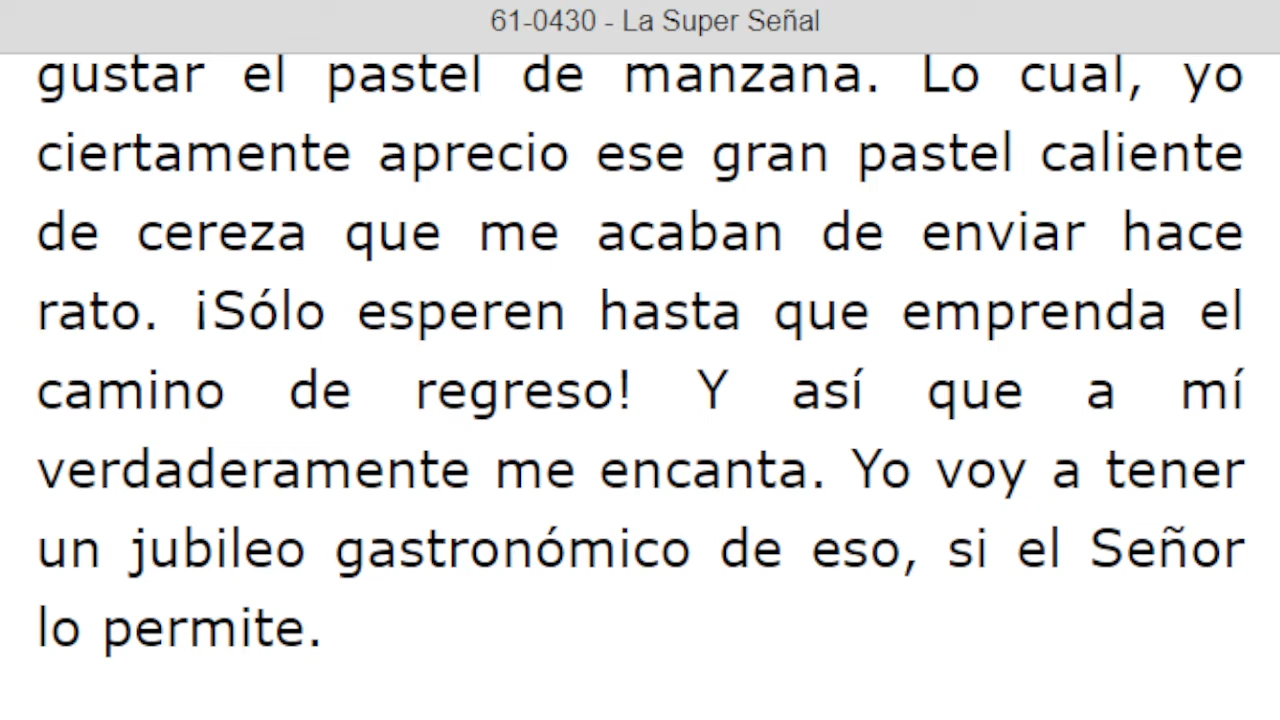 61-0430 - La Super Señal
gustar el pastel de manzana. Lo cual, yo
ciertamente aprecio ese gran pastel caliente
de cereza que me acaban de enviar hace
rato. ¡Sólo esperen hasta que emprenda el
camino de regreso! Y así que a mí
verdaderamente me encanta. Yo voy a tener
un jubileo gastronómico de eso, si el Señor
lo permite.